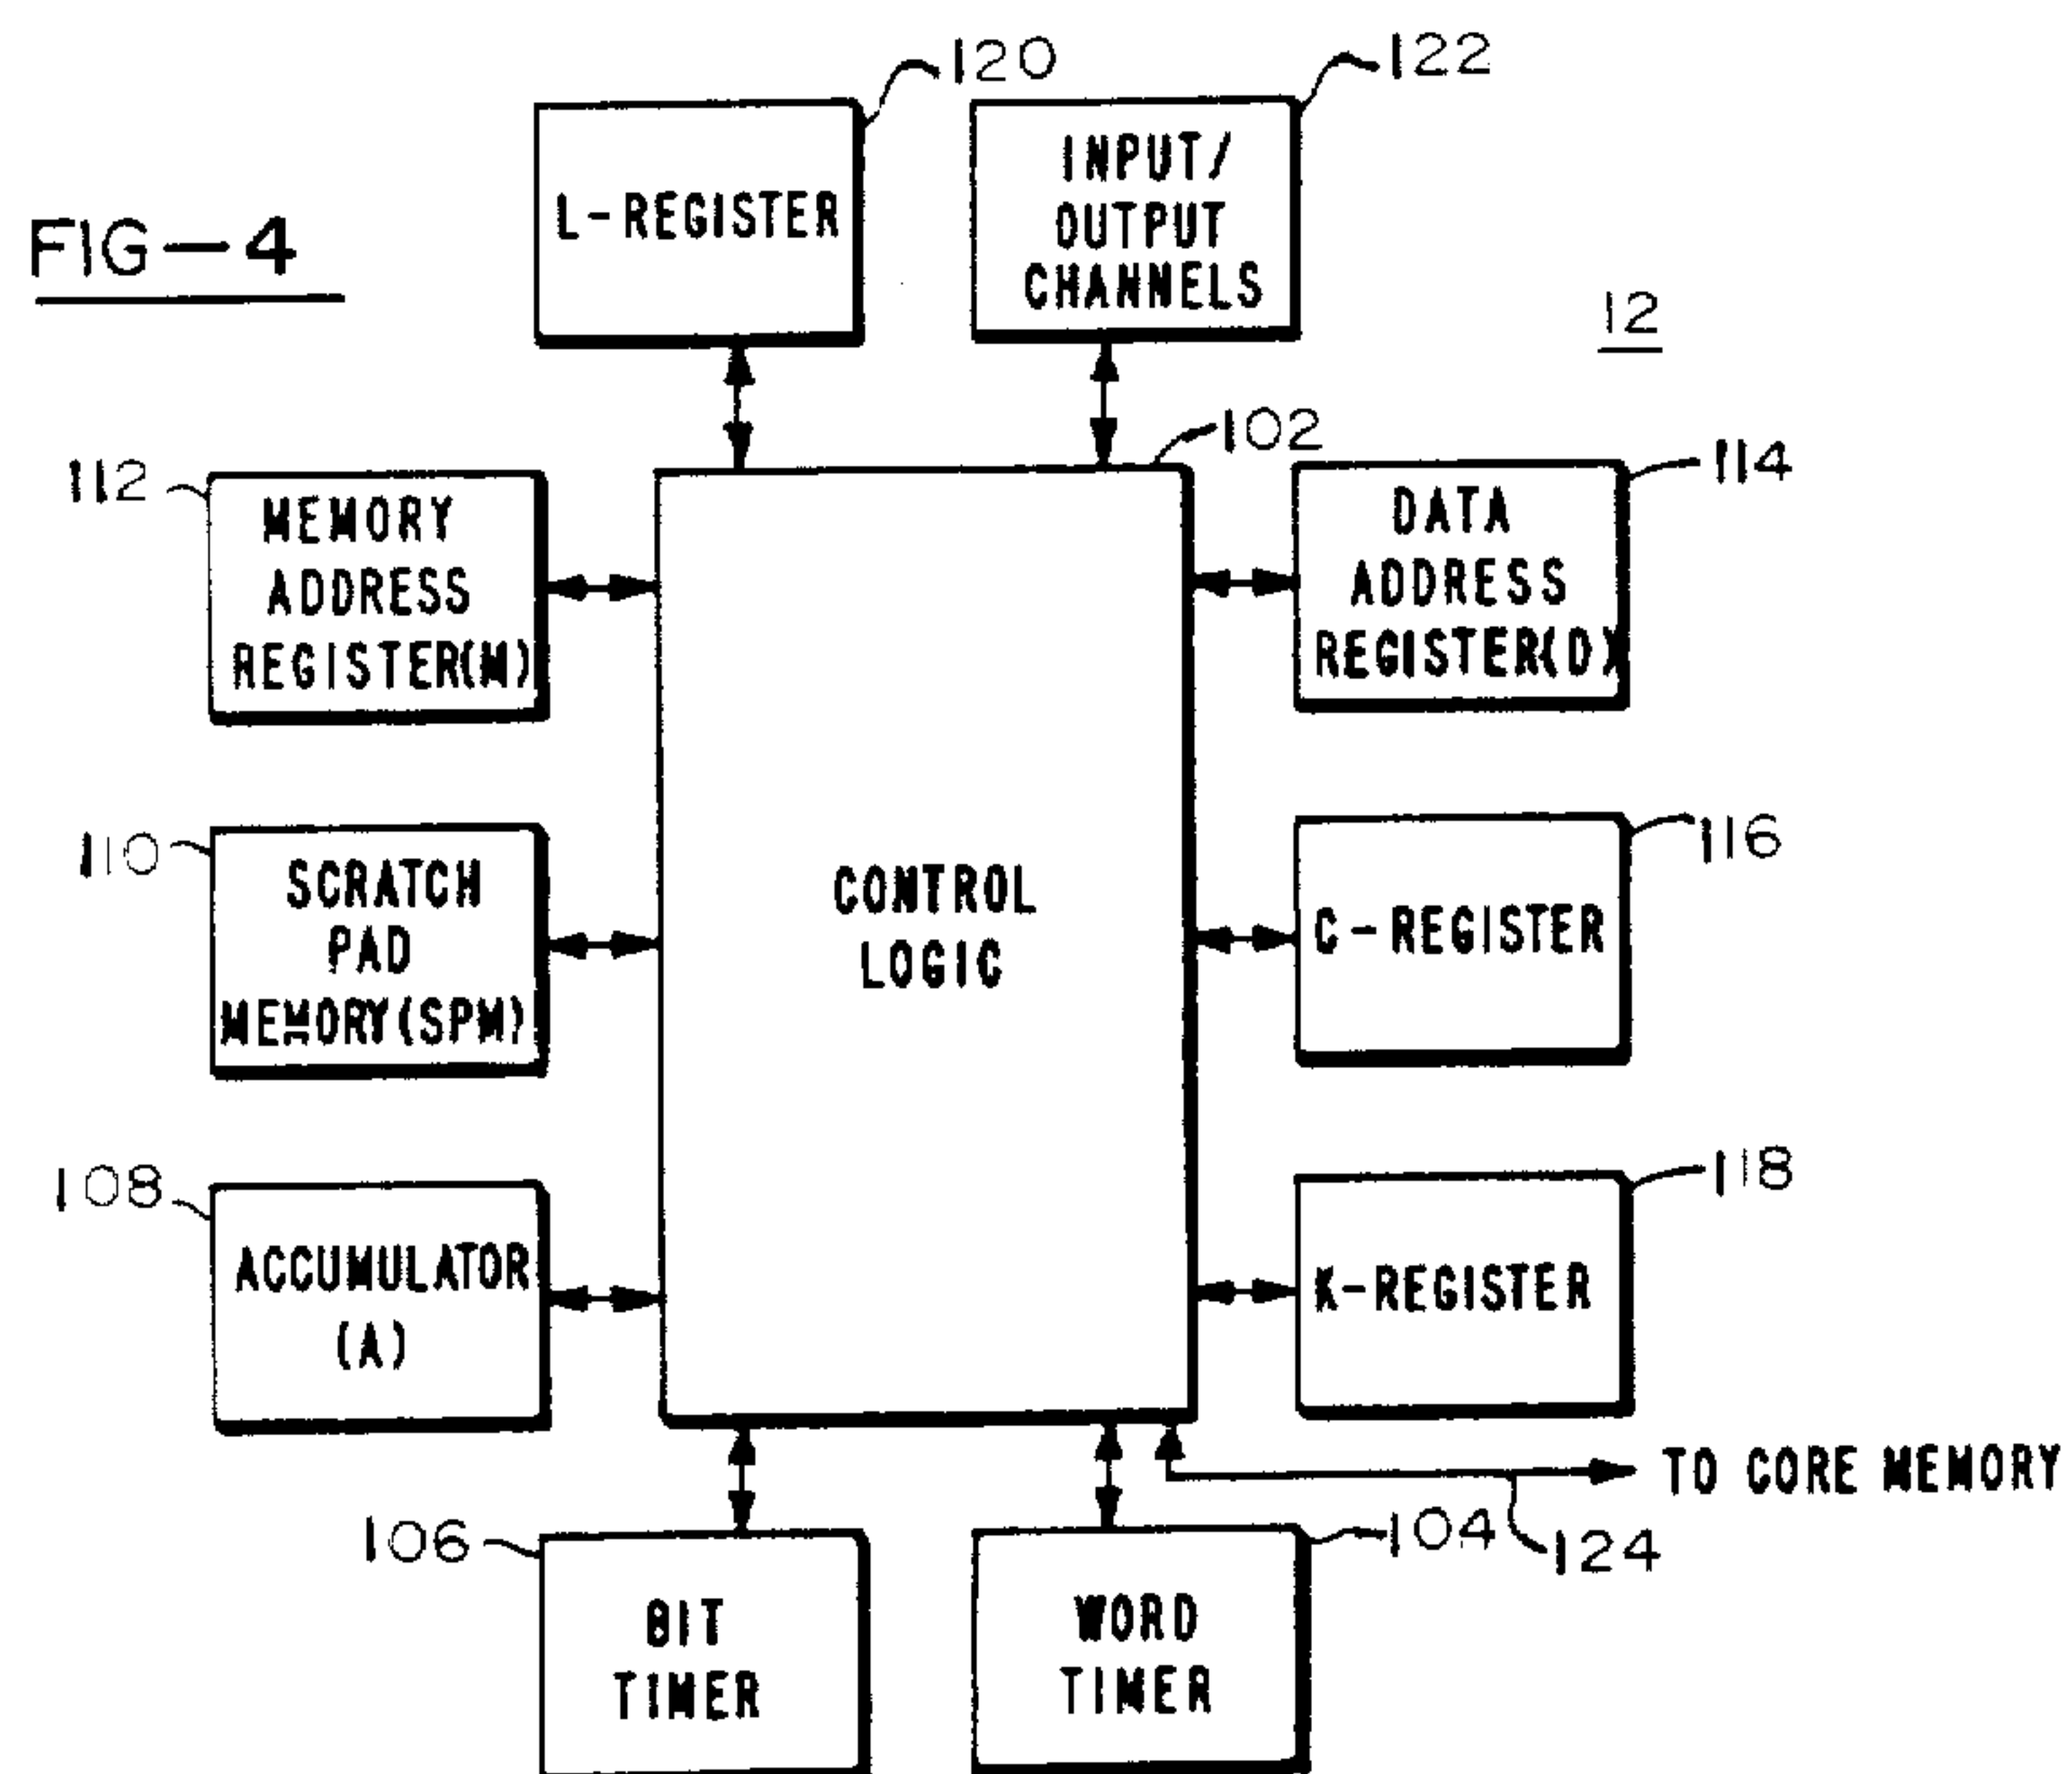 FIG-4
120
L-REGISTER
122
INPUT/
OUTPUT
CHANNELS
12
112
MEMORY
ADDRESS
REGISTER(M)
102
CONTROL
LOGIC
114
DATA
ADDRESS
REGISTER(D)
110
SCRATCH
PAD
MEMORY(SPM)
116
C-REGISTER
108
ACCUMULATOR
(A)
118
K-REGISTER
TO CORE MEMORY
124
106
BIT
TIMER
104
WORD
TIMER